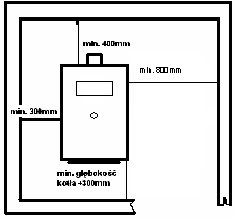 min. 400mm
min. 800mm
min. 300mm
min. głębokość
kotła +300mm